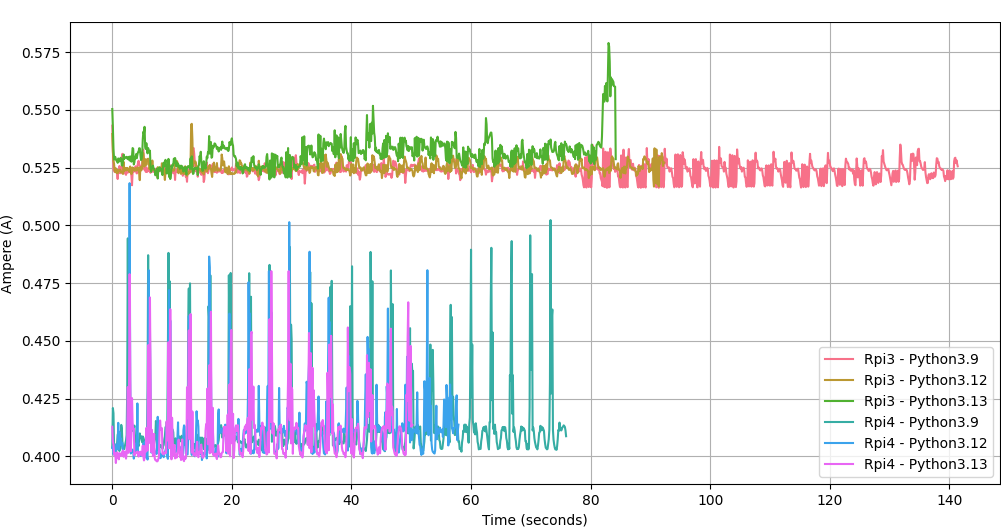 0.575
0.550
0.525
0.500
0.475
0.450
0.425
0.400
Ampere (A)
0 20 40 60 80 100 120 140
Time (seconds)
Rpi3 - Python3.9
Rpi3 - Python3.12
Rpi3 - Python3.13
Rpi4 - Python3.9
Rpi4 - Python3.12
Rpi4 - Python3.13